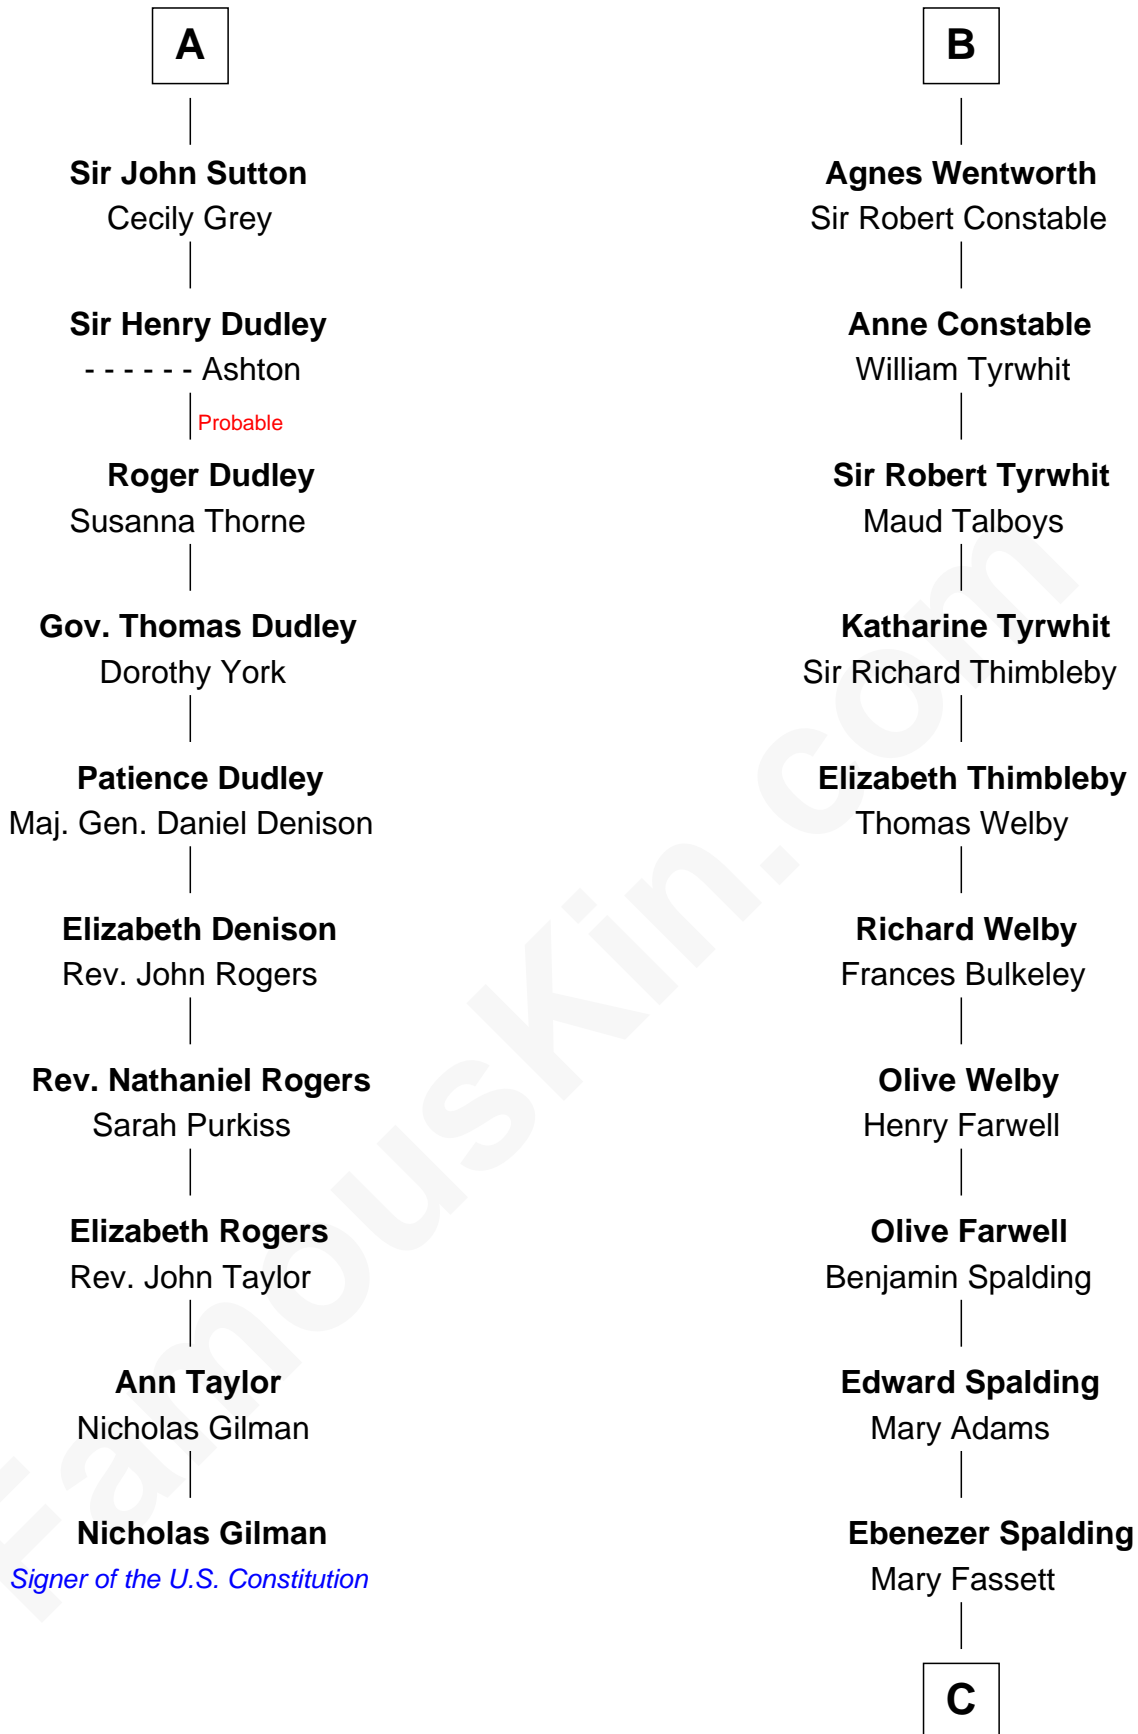 A
Sir John Sutton
Cecily Grey
Sir Henry Dudley
- - - - - - Ashton
Probable
Roger Dudley
Susanna Thorne
Gov. Thomas Dudley
Dorothy York
Patience Dudley
Maj. Gen. Daniel Denison
Elizabeth Denison
Rev. John Rogers
Rev. Nathaniel Rogers
Sarah Purkiss
Elizabeth Rogers
Rev. John Taylor
Ann Taylor
Nicholas Gilman
Nicholas Gilman
Signer of the U.S. Constitution
B
Agnes Wentworth
Sir Robert Constable
Anne Constable
William Tyrwhit
Sir Robert Tyrwhit
Maud Talboys
Katharine Tyrwhit
Sir Richard Thimbleby
Elizabeth Thimbleby
Thomas Welby
Richard Welby
Frances Bulkeley
Olive Welby
Henry Farwell
Olive Farwell
Benjamin Spalding
Edward Spalding
Mary Adams
Ebenezer Spalding
Mary Fassett
C
FamousKin.com